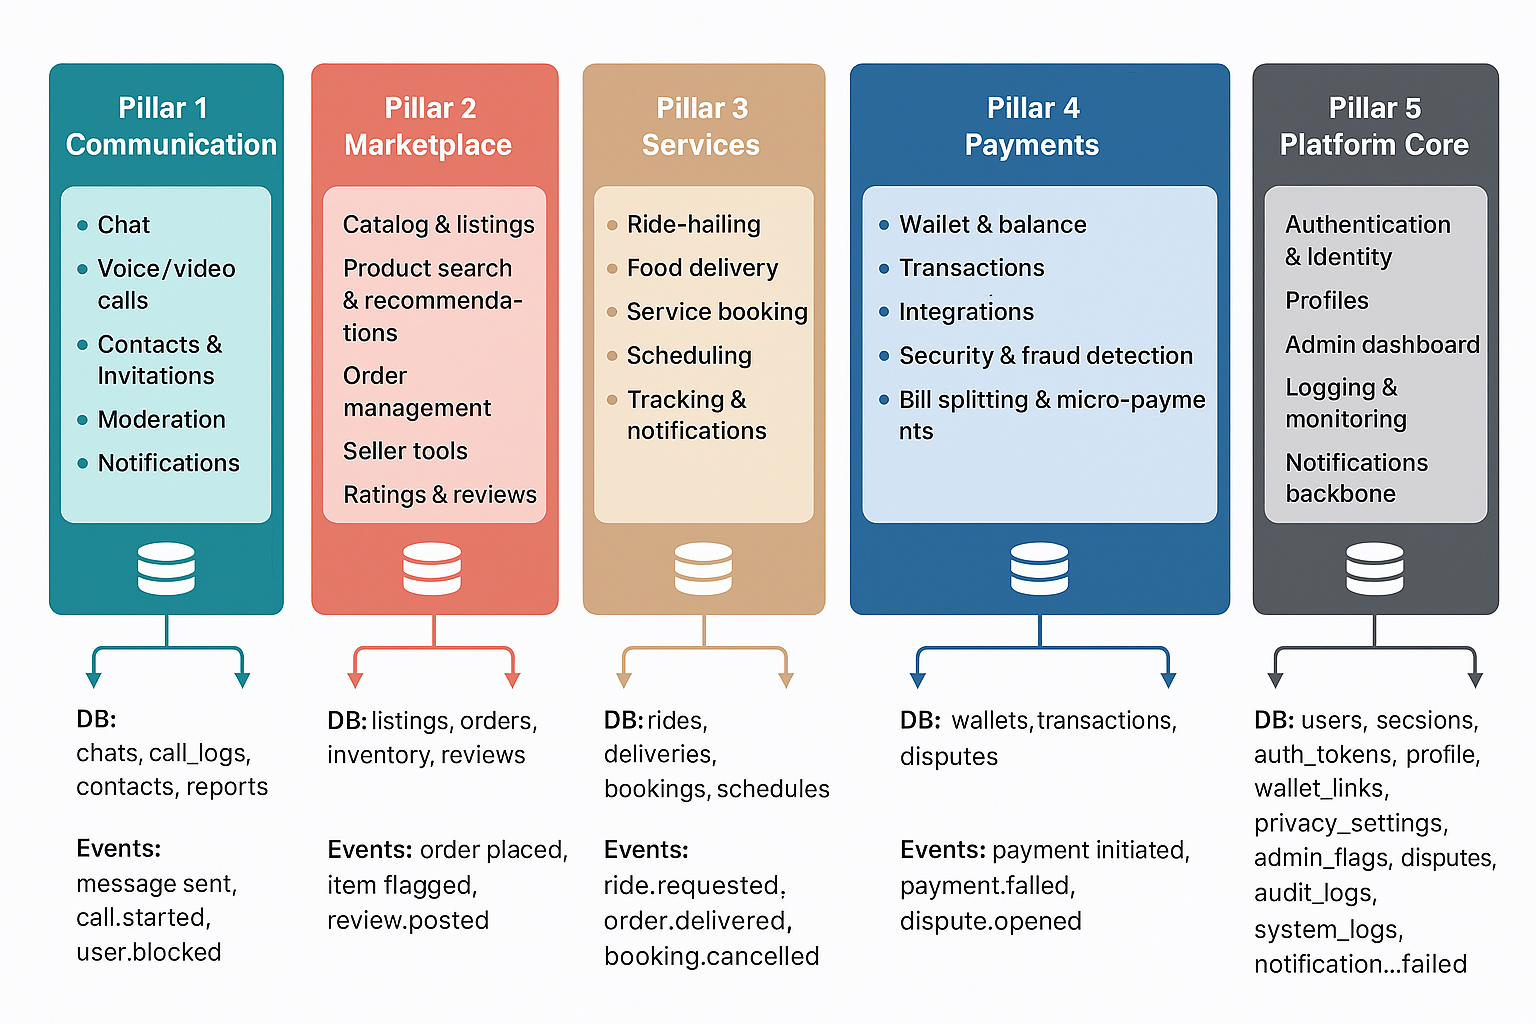 Pillar 1
Communication
• Chat
• Voice/video
calls
• Contacts &
Invitations
• Moderation
• Notifications
DB:
chats, call_logs,
contacts, reports
Events:
message sent,
call.started,
user.blocked
Pillar 2
Marketplace
Catalog & listings
Product search
& recommenda-
tions
Order
management
Seller tools
Ratings & reviews
DB: listings, orders,
inventory, reviews
Events: order placed,
item flagged,
review.posted
Pillar 3
Services
• Ride-hailing
• Food delivery
• Service booking
• Scheduling
• Tracking &
notifications
DB: rides,
deliveries,
bookings, schedules
Events:
ride.requested.
order.delivered,
booking.cancelled
Pillar 4
Payments
• Wailet & balance
• Transactions
• Integrations
• Security & fraud detection
• Bill splitting & micro-payme
nts
DB: wallets, transactions,
disputes
Events: payment initiated,
payment.falled,
dispute.opened
Pillar 5
Platform Core
Authentication
& Identity
Profiles
Admin dashboard
Logging &
monitoring
Notifications
backbone
DB: users, secsions,
auth_tokens, profile,
wallet_links,
privacy_settings,
admin_flags, disputes,
audit_logs,
system_logs,
notification...failed